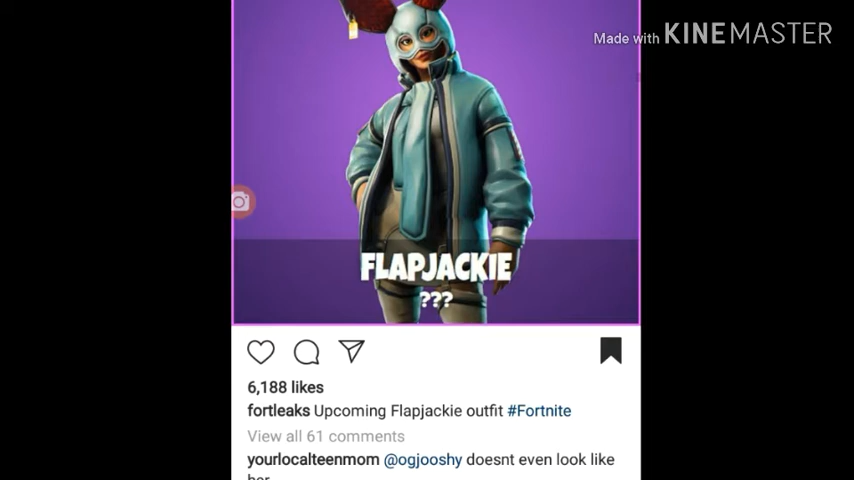 Made with KINEMASTER
FLAPJACKIE
???
6,188 likes
fortleaks Upcoming Flapjackie outfit #Fortnite
View all 61 comments
yourlocalteenmom @ogjooshy doesnt even look like
her